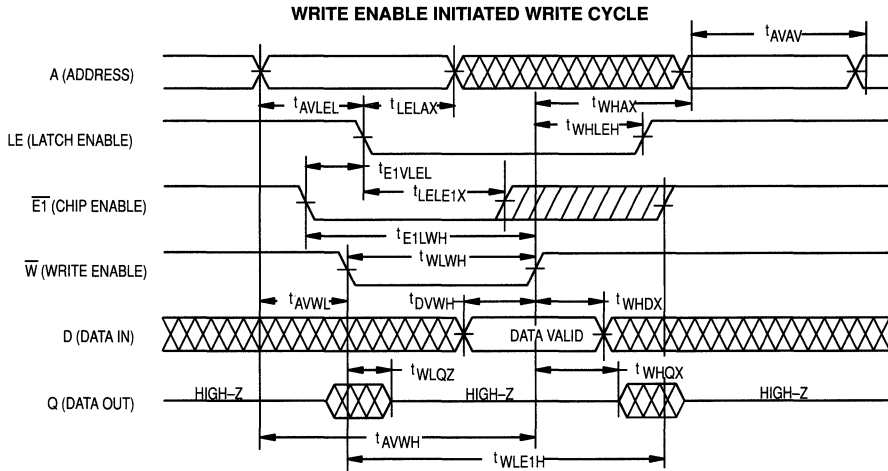 WRITE ENABLE INITIATED WRITE CYCLE
tAVAV
A (ADDRESS)
tAVLEL
tLELAX
tWHAX
tWHLEH
LE (LATCH ENABLE)
tE1VLEL
tLELE1X
E1 (CHIP ENABLE)
tE1LWH
tWLWH
W (WRITE ENABLE)
tAVWL
tDVWH
tWHDX
D (DATA IN)
DATA VALID
tWLQZ
tWHQX
Q (DATA OUT)
HIGH–Z
HIGH–Z
HIGH–Z
tAVWH
tWLE1H